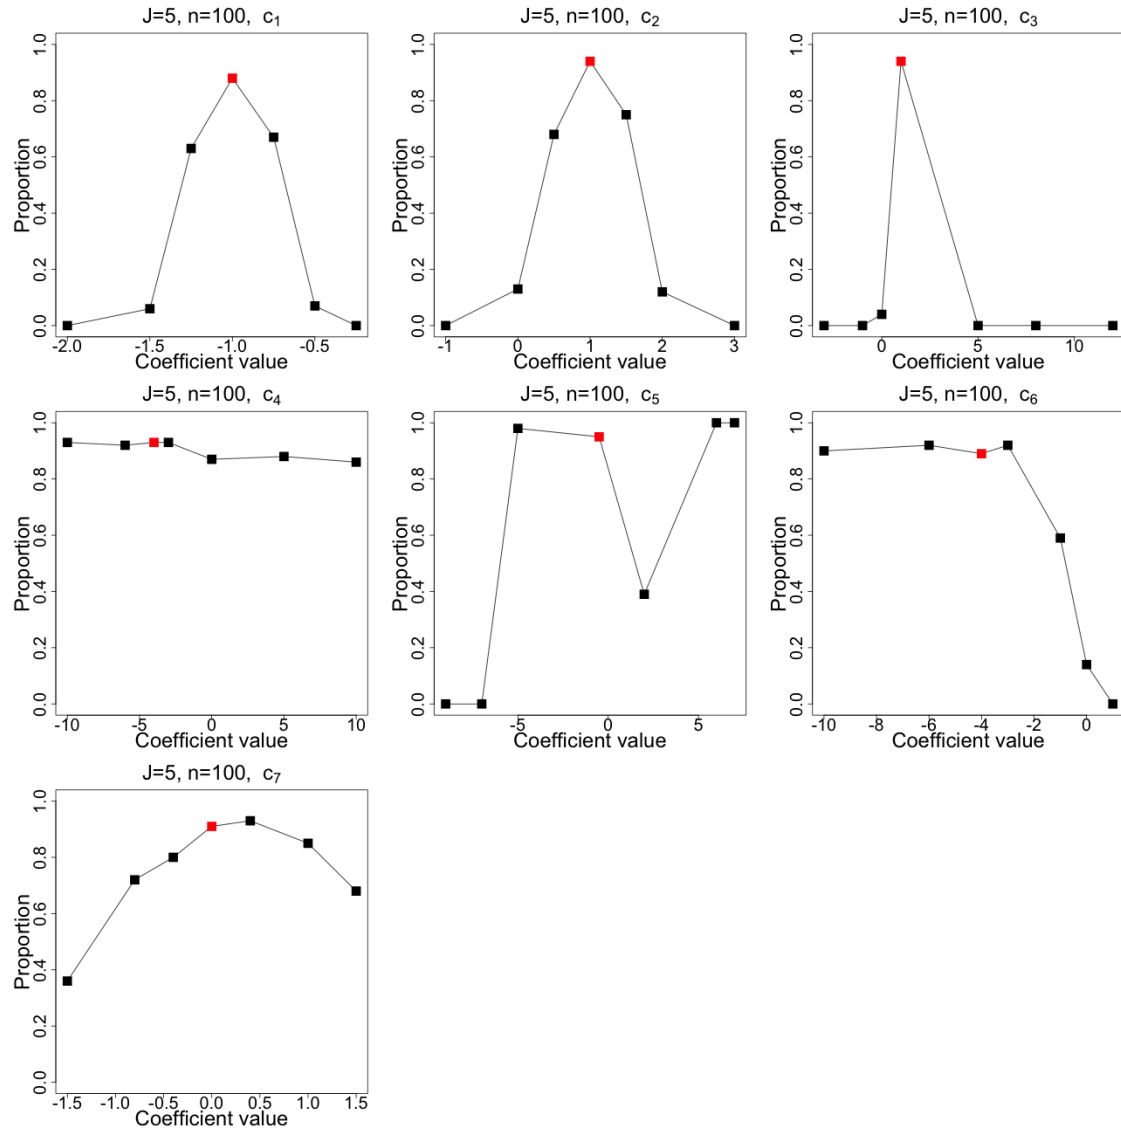 J=5, n=100, c1
Proportion
0.0 0.2 0.4 0.6 0.8 1.0
-2.0 -1.5 -1.0 -0.5
Coefficient value
J=5, n=100, c2
Proportion
0.0 0.2 0.4 0.6 0.8 1.0
-1 0 1 2 3
Coefficient value
J=5, n=100, c3
Proportion
0.0 0.2 0.4 0.6 0.8 1.0
0 5 10
Coefficient value
J=5, n=100, c4
Proportion
0.0 0.2 0.4 0.6 0.8 1.0
-10 -5 0 5 10
Coefficient value
J=5, n=100, c5
Proportion
0.0 0.2 0.4 0.6 0.8 1.0
-5 0 5
Coefficient value
J=5, n=100, c6
Proportion
0.0 0.2 0.4 0.6 0.8 1.0
-10 -8 -6 -4 -2 0
Coefficient value
J=5, n=100, c7
Proportion
0.0 0.2 0.4 0.6 0.8 1.0
-1.5 -1.0 -0.5 0.0 0.5 1.0 1.5
Coefficient value